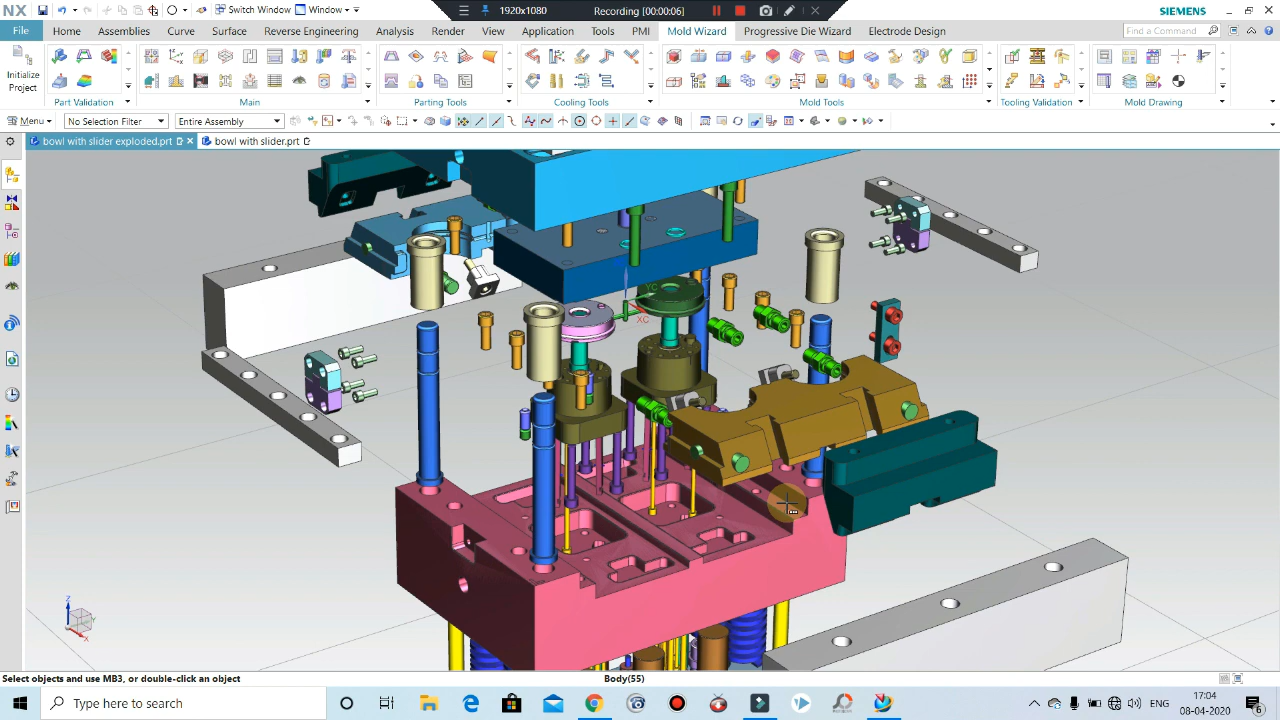 NX Switch Window Window 1920x1080 Recording [00:00:06] SIEMENS
File Home Curve Surface Reverse Engineering Analysis Render View Application Tools PMI Mold Wizard Progressive Die Wizard Electrode Design Find a Command
Initialize
Project
Part Validation Main Parting Tools Cooling Tools Mold Tools Tooling Validation Mold Drawing
Menu No Selection Filter Entire Assembly
bowl with slider exploded.prt bowl with slider.prt
YC
XC
Z
X
Select objects and use MB3, or double-click an object Body(55)
Type here to search ENG 17:04
08-04-2020